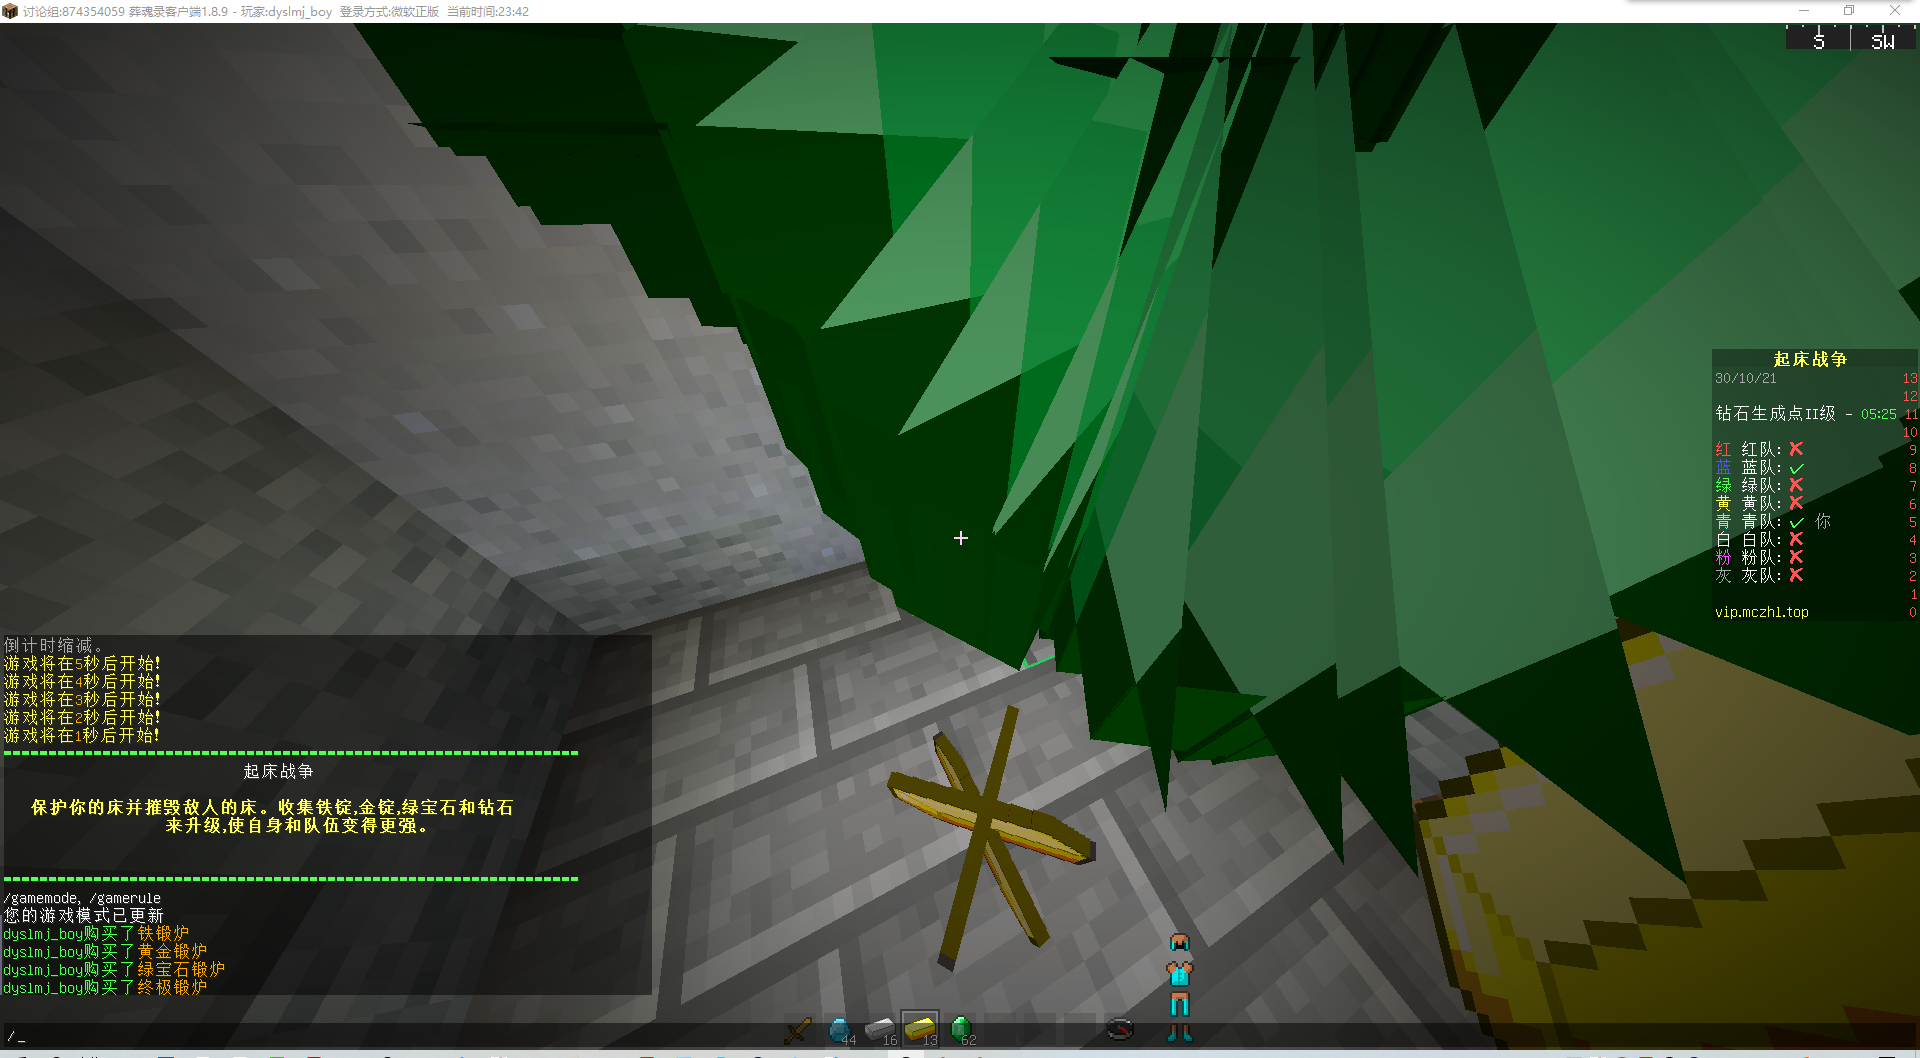 讨论组:874354059 葬魂录客户端1.8.9 - 玩家:dyslmj_boy 登录方式:微软正版 当前时间:23:42
S SW
起床战争
30/10/21 13
12
钻石生成点II级 - 05:25 11
10
红 红队: ✘ 9
蓝 蓝队: ✓ 8
绿 绿队: ✘ 7
黄 黄队: ✘ 6
青 青队: ✓ 你 5
白 白队: ✘ 4
粉 粉队: ✘ 3
灰 灰队: ✘ 2
1
vip.mczhl.top 0
倒计时缩减。
游戏将在5秒后开始!
游戏将在4秒后开始!
游戏将在3秒后开始!
游戏将在2秒后开始!
游戏将在1秒后开始!
起床战争
保护你的床并摧毁敌人的床。收集铁锭,金锭,绿宝石和钻石
来升级,使自身和队伍变得更强。
/gamemode, /gamerule
您的游戏模式已更新
dyslmj_boy购买了铁锻炉
dyslmj_boy购买了黄金锻炉
dyslmj_boy购买了绿宝石锻炉
dyslmj_boy购买了终极锻炉
/_
44 16 13 62